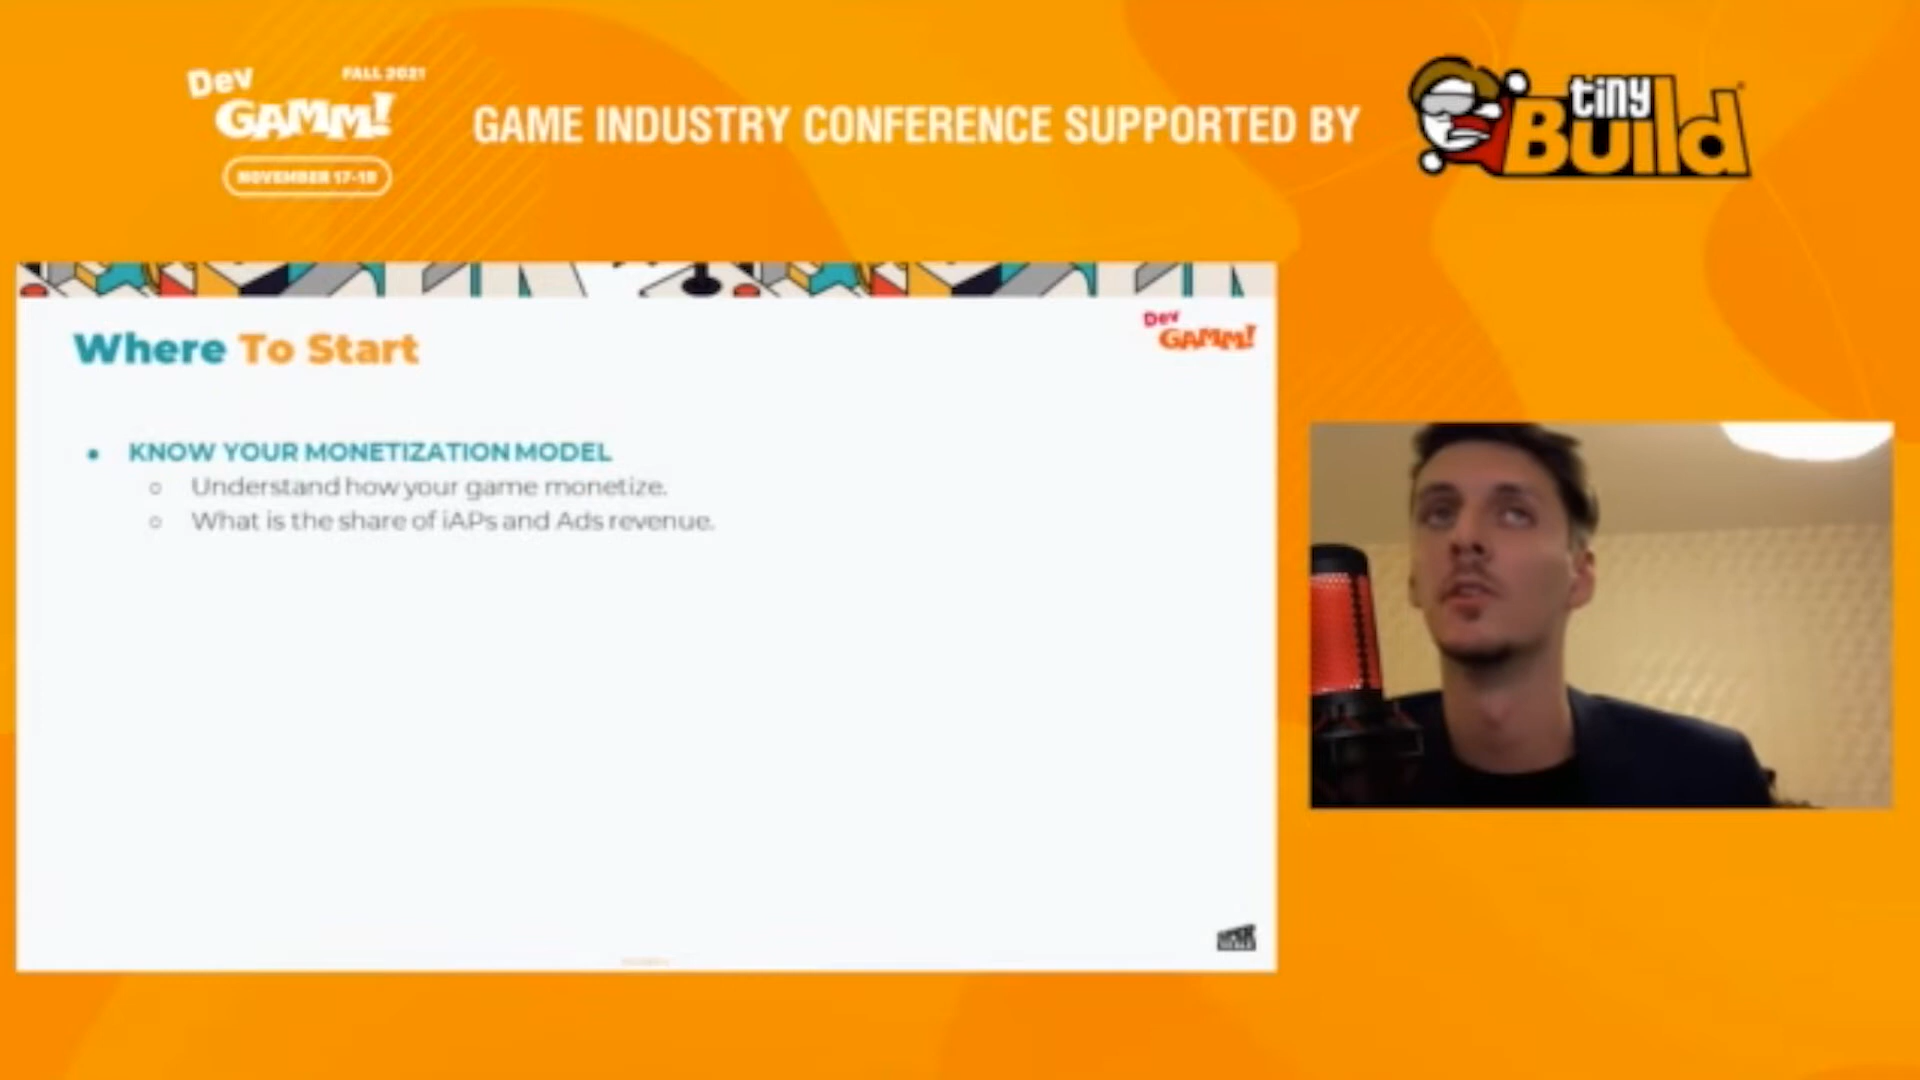 Dev
GAMM!
FALL 2021
NOVEMBER 17-19
GAME INDUSTRY CONFERENCE SUPPORTED BY
tiny
Build
Where To Start
Dev
GAMM!
• KNOW YOUR MONETIZATION MODEL
○ Understand how your game monetize.
○ What is the share of iAPs and Ads revenue.